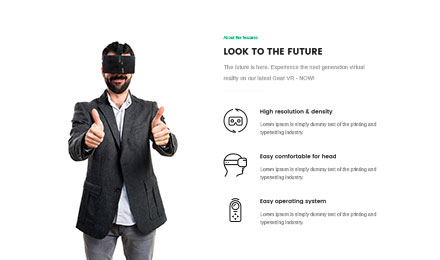 About the features
LOOK TO THE FUTURE
The future is here. Experience the next generation virtual
reality on our latest Gear VR - NOW!
High resolution & density
Lorem Ipsum is simply dummy text of the printing and
typesetting industry.
Easy comfortable for head
Lorem Ipsum is simply dummy text of the printing and
typesetting industry.
Easy operating system
Lorem Ipsum is simply dummy text of the printing and
typesetting industry.